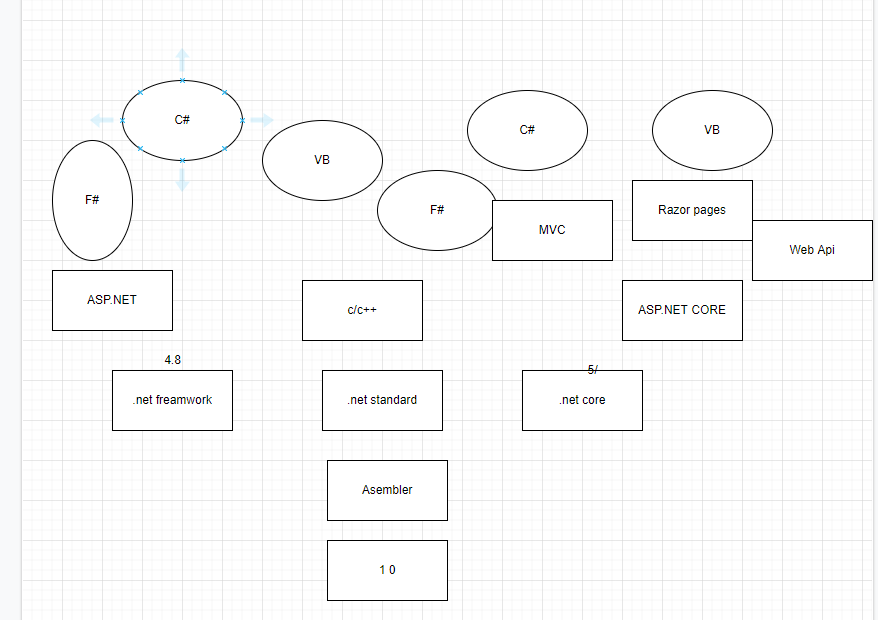 C#
C#
VB
VB
F#
F#
Razor pages
MVC
Web Api
ASP.NET
c/c++
ASP.NET CORE
4.8
5/
.net freamwork
.net standard
.net core
Asembler
1 0